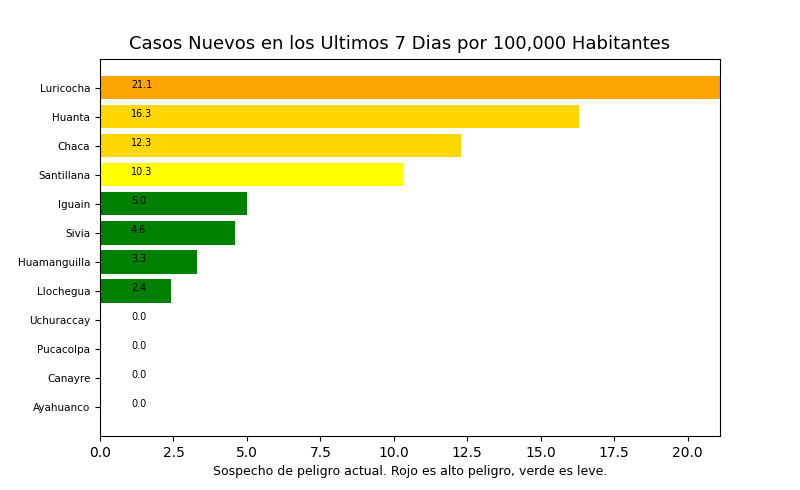 Casos Nuevos en los Ultimos 7 Dias por 100,000 Habitantes
Luricocha 21.1
Huanta 16.3
Chaca 12.3
Santillana 10.3
Iguain 5.0
Sivia 4.6
Huamanguilla 3.3
Llochegua 2.4
Uchuraccay 0.0
Pucacolpa 0.0
Canayre 0.0
Ayahuanco 0.0
0.0 2.5 5.0 7.5 10.0 12.5 15.0 17.5 20.0
Sospecho de peligro actual. Rojo es alto peligro, verde es leve.